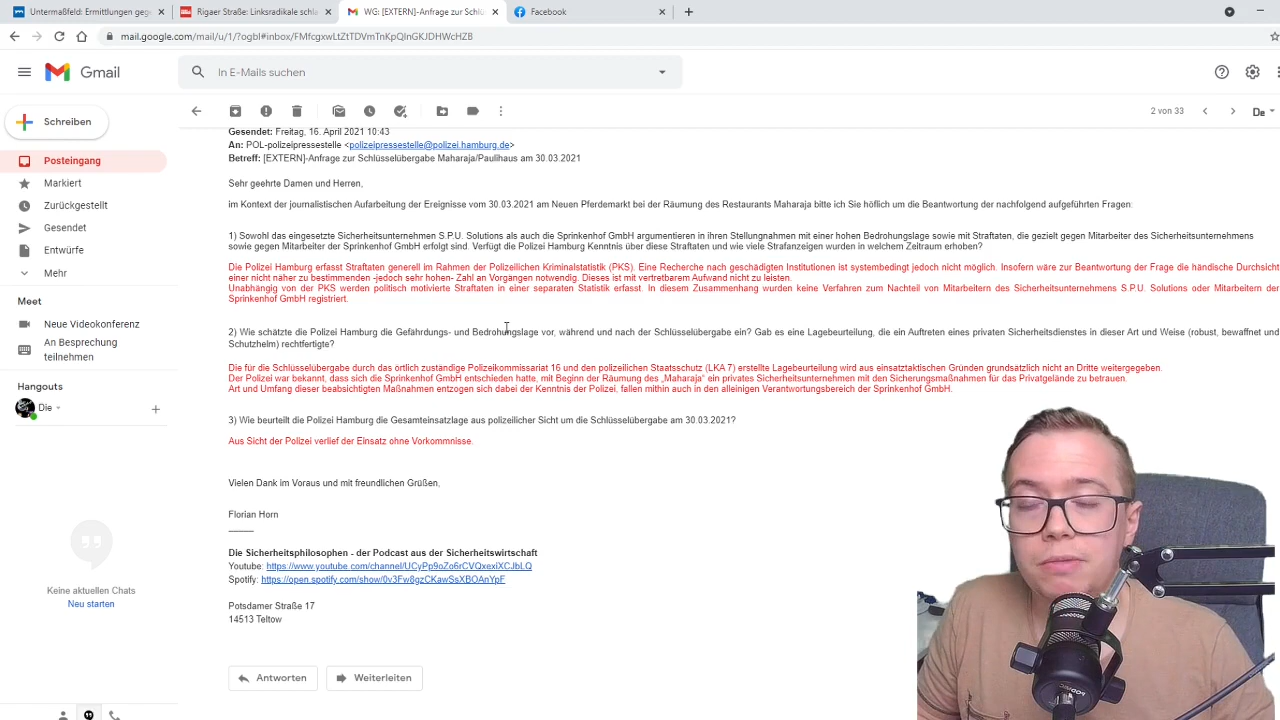 Untermaßfeld: Ermittlungen geg
Rigaer Straße: Linksradikale schle
WG: [EXTERN]-Anfrage zur Schlüs
Facebook
mail.google.com/mail/u/1/?ogbl#inbox/FMfcgxwLtZtTDVmTnKpQlnGKJDHWcHZB
Gmail
In E-Mails suchen
Schreiben
2 von 33
De
Posteingang
Markiert
Zurückgestellt
Gesendet
Entwürfe
Mehr
Meet
Neue Videokonferenz
An Besprechung
teilnehmen
Hangouts
Die
Keine aktuellen Chats
Neu starten
Gesendet: Freitag, 16. April 2021 10:43
An: POL-polizeipressestelle <polizeipressestelle@polizei.hamburg.de>
Betreff: [EXTERN]-Anfrage zur Schlüsselübergabe Maharaja/Paulihaus am 30.03.2021
Sehr geehrte Damen und Herren,
im Kontext der journalistischen Aufarbeitung der Ereignisse vom 30.03.2021 am Neuen Pferdemarkt bei der Räumung des Restaurants Maharaja bitte ich Sie höflich um die Beantwortung der nachfolgend aufgeführten Fragen:
1) Sowohl das eingesetzte Sicherheitsunternehmen S.P.U. Solutions als auch die Sprinkenhof GmbH argumentieren in ihren Stellungnahmen mit einer hohen Bedrohungslage sowie mit Straftaten, die gezielt gegen Mitarbeiter des Sicherheitsunternehmens
sowie gegen Mitarbeiter der Sprinkenhof GmbH erfolgt sind. Verfügt die Polizei Hamburg Kenntnis über diese Straftaten und wie viele Strafanzeigen wurden in welchem Zeitraum erhoben?
Die Polizei Hamburg erfasst Straftaten generell im Rahmen der Polizeilichen Kriminalstatistik (PKS). Eine Recherche nach geschädigten Institutionen ist systembedingt jedoch nicht möglich. Insofern wäre zur Beantwortung der Frage die händische Durchsicht
einer nicht näher zu bestimmenden -jedoch sehr hohen- Zahl an Vorgängen notwendig. Dieses ist mit vertretbarem Aufwand nicht zu leisten.
Unabhängig von der PKS werden politisch motivierte Straftaten in einer separaten Statistik erfasst. In diesem Zusammenhang wurden keine Verfahren zum Nachteil von Mitarbeitern des Sicherheitsunternehmens S.P.U. Solutions oder Mitarbeitern der
Sprinkenhof GmbH registriert.
2) Wie schätzte die Polizei Hamburg die Gefährdungs- und Bedrohungslage vor, während und nach der Schlüsselübergabe ein? Gab es eine Lagebeurteilung, die ein Auftreten eines privaten Sicherheitsdienstes in dieser Art und Weise (robust, bewaffnet und
Schutzhelm) rechtfertigte?
Die für die Schlüsselübergabe durch das örtlich zuständige Polizeikommissariat 16 und den polizeilichen Staatsschutz (LKA 7) erstellte Lagebeurteilung wird aus einsatztaktischen Gründen grundsätzlich nicht an Dritte weitergegeben.
Der Polizei war bekannt, dass sich die Sprinkenhof GmbH entschieden hatte, mit Beginn der Räumung des „Maharaja“ ein privates Sicherheitsunternehmen mit den Sicherungsmaßnahmen für das Privatgelände zu betrauen.
Art und Umfang dieser beabsichtigten Maßnahmen entzogen sich dabei der Kenntnis der Polizei, fallen mithin auch in den alleinigen Verantwortungsbereich der Sprinkenhof GmbH.
3) Wie beurteilt die Polizei Hamburg die Gesamteinsatzlage aus polizeilicher Sicht um die Schlüsselübergabe am 30.03.2021?
Aus Sicht der Polizei verlief der Einsatz ohne Vorkommnisse.
Vielen Dank im Voraus und mit freundlichen Grüßen,
Florian Horn
Die Sicherheitsphilosophen - der Podcast aus der Sicherheitswirtschaft
Youtube: https://www.youtube.com/channel/UCyPp9oZo6rCVQxexiXCJbLQ
Spotify: https://open.spotify.com/show/0v3Fw8gzCKawSsXBOAnYpF
Potsdamer Straße 17
14513 Teltow
Antworten
Weiterleiten